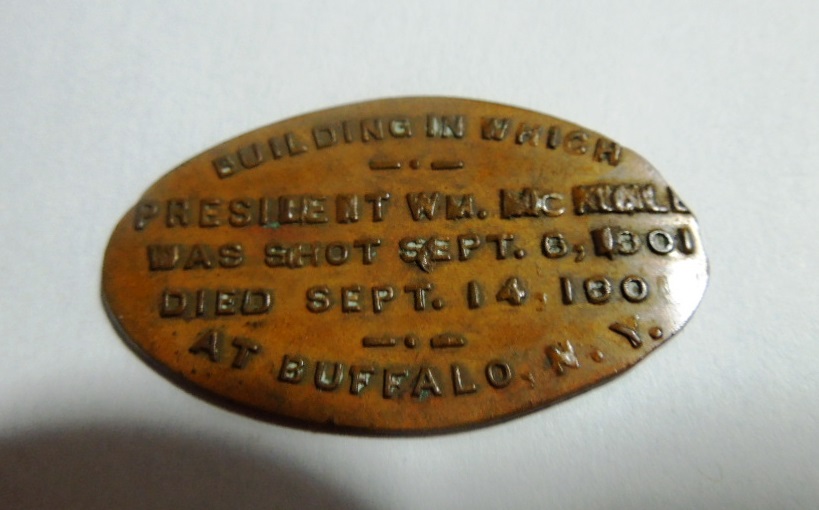 BUILDING IN WHICH
PRESIDENT WM. MCKINLE
WAS SHOT SEPT. 6, 1901
DIED SEPT. 14, 1901
AT BUFFALO, N. Y.